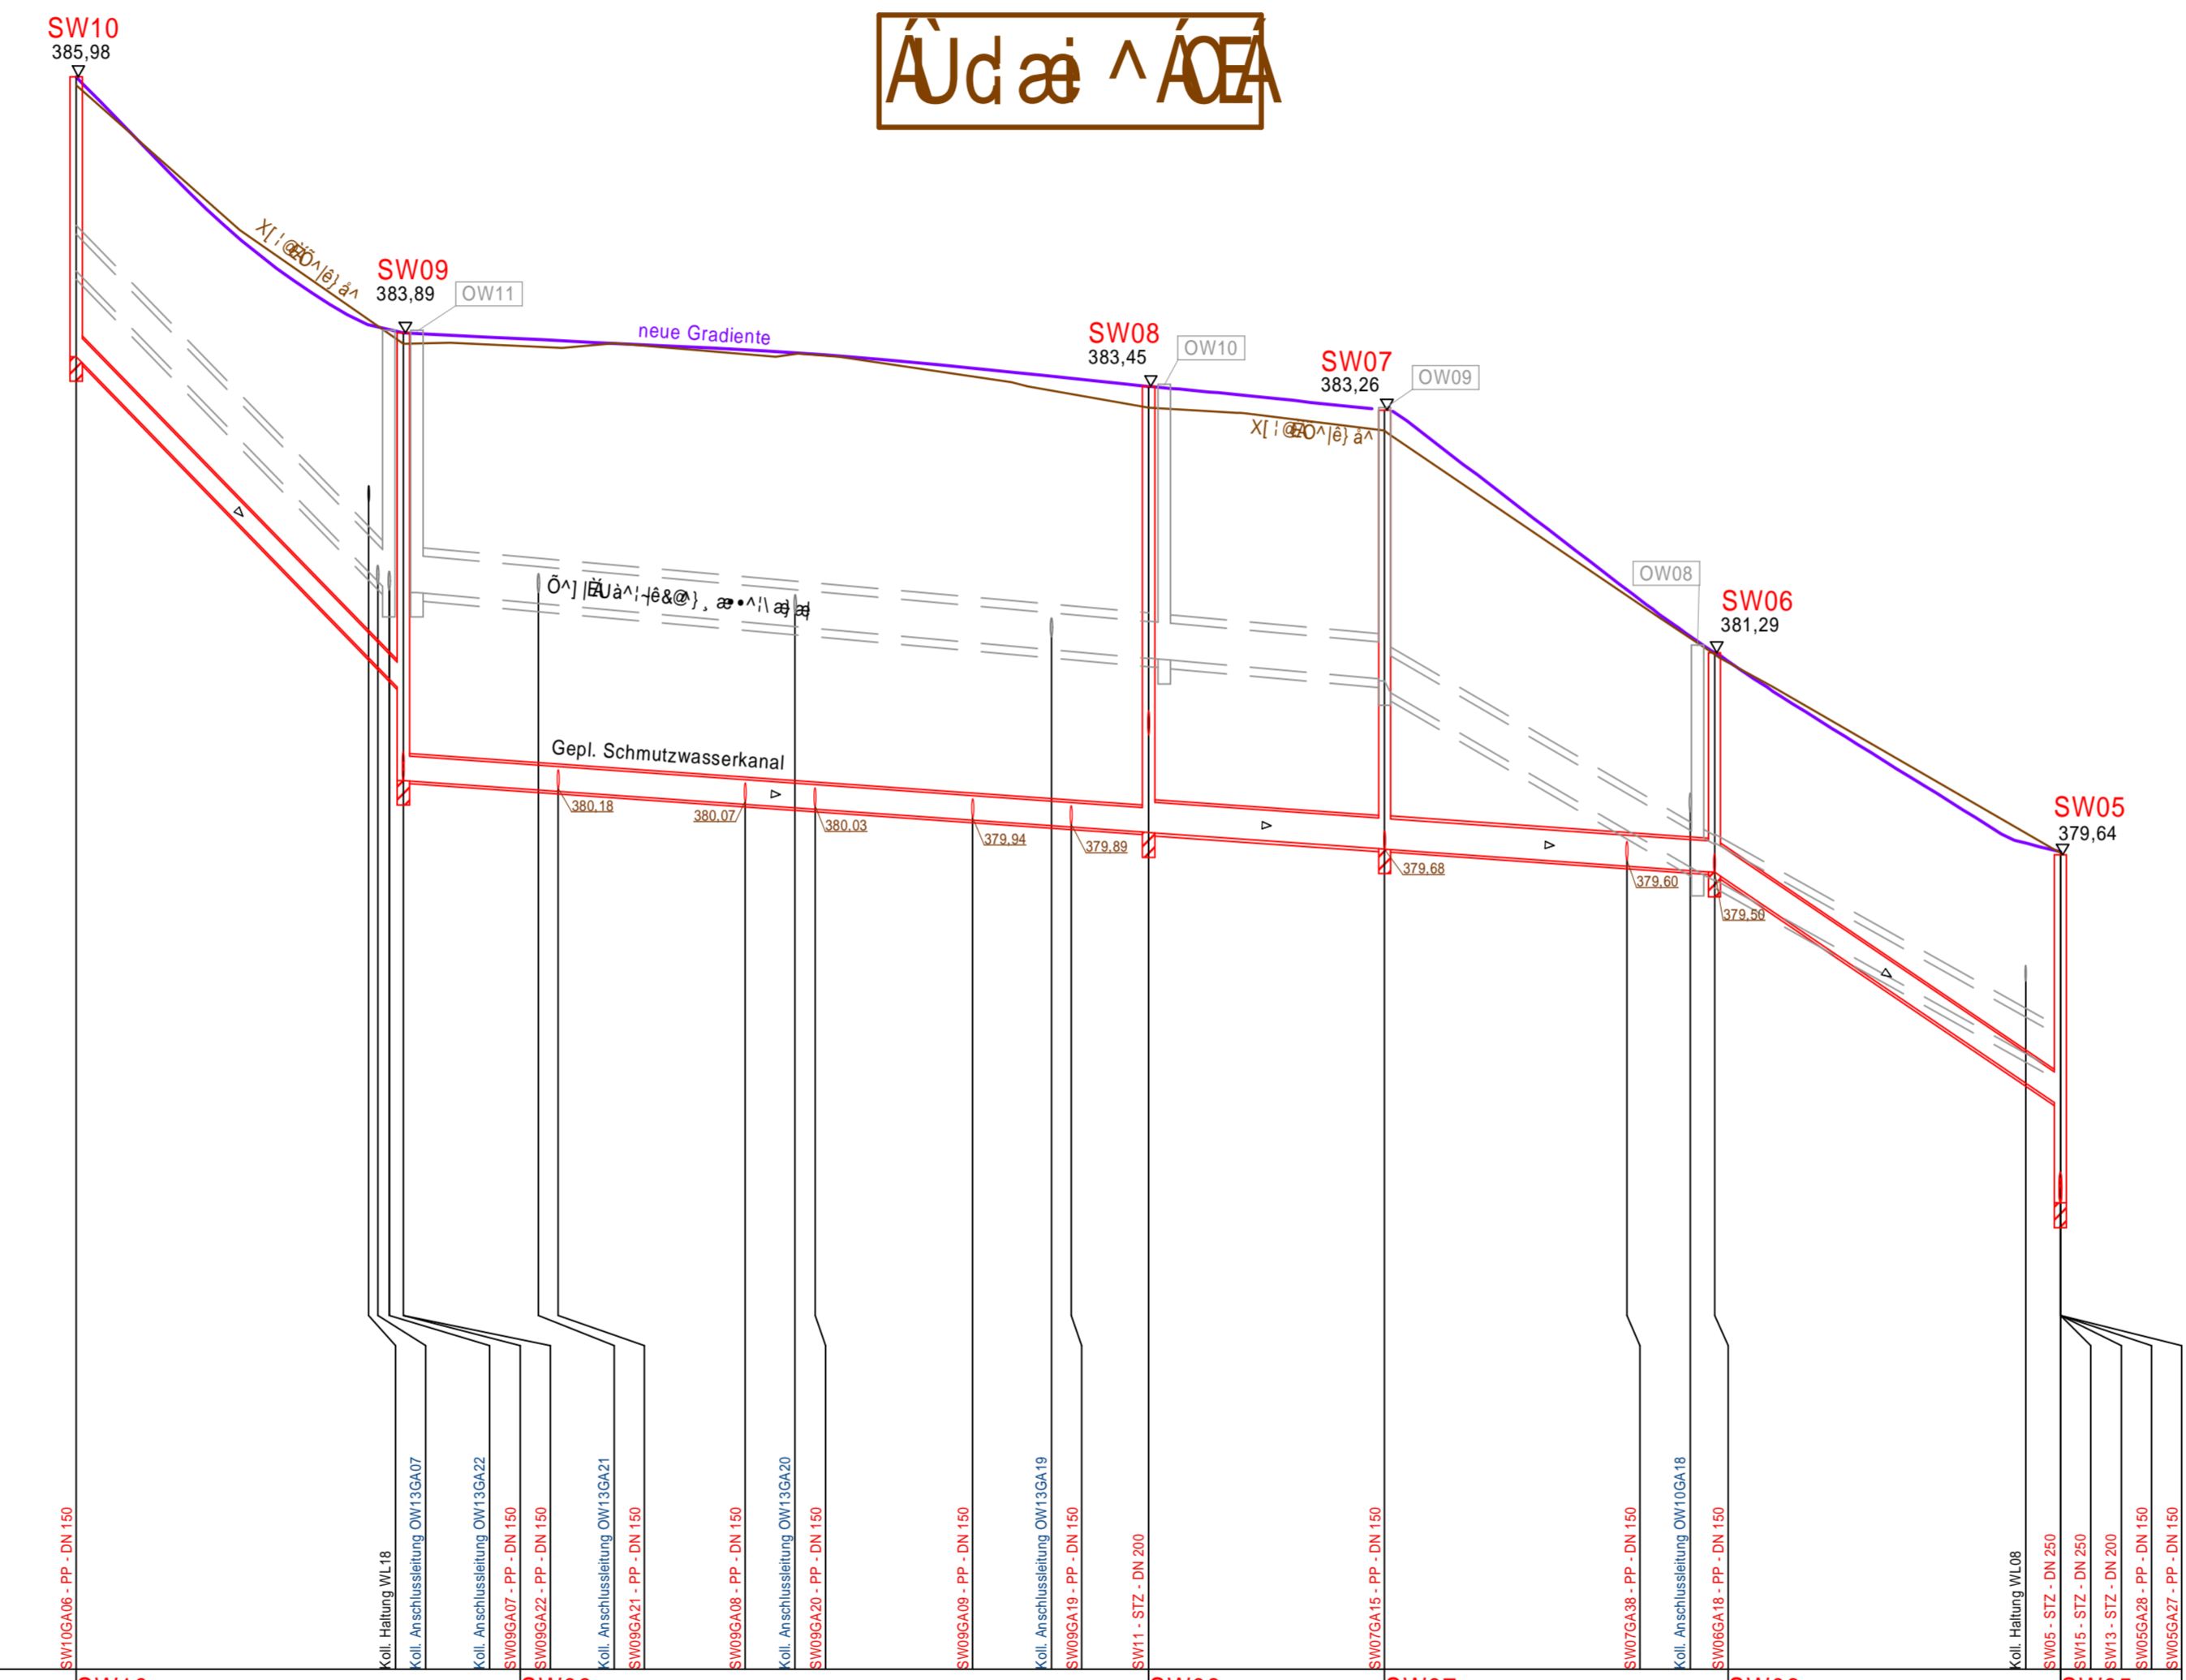 ÁÙdæi^ÁŒÁ
SW10
385,98
SW09
383,89
OW11
neue Gradiente
SW08
383,45
OW10
SW07
383,26
OW09
OW08
SW06
381,29
SW05
379,64
Gepl. Schmutzwasserkanal
380,18
380,07
380,03
379,94
379,89
379,68
379,60
379,50
SW10GA06 - PP - DN 150
Koll. Haltung WL18
Koll. Anschlussleitung OW13GA07
Koll. Anschlussleitung OW13GA22
SW09GA07 - PP - DN 150
SW09GA22 - PP - DN 150
Koll. Anschlussleitung OW13GA21
SW09GA21 - PP - DN 150
SW09GA08 - PP - DN 150
Koll. Anschlussleitung OW13GA20
SW09GA20 - PP - DN 150
SW09GA09 - PP - DN 150
Koll. Anschlussleitung OW13GA19
SW09GA19 - PP - DN 150
SW11 - STZ - DN 200
SW07GA15 - PP - DN 150
SW07GA38 - PP - DN 150
Koll. Anschlussleitung OW10GA18
SW06GA18 - PP - DN 150
Koll. Haltung WL08
SW05 - STZ - DN 250
SW15 - STZ - DN 250
SW13 - STZ - DN 200
SW05GA28 - PP - DN 150
SW05GA27 - PP - DN 150